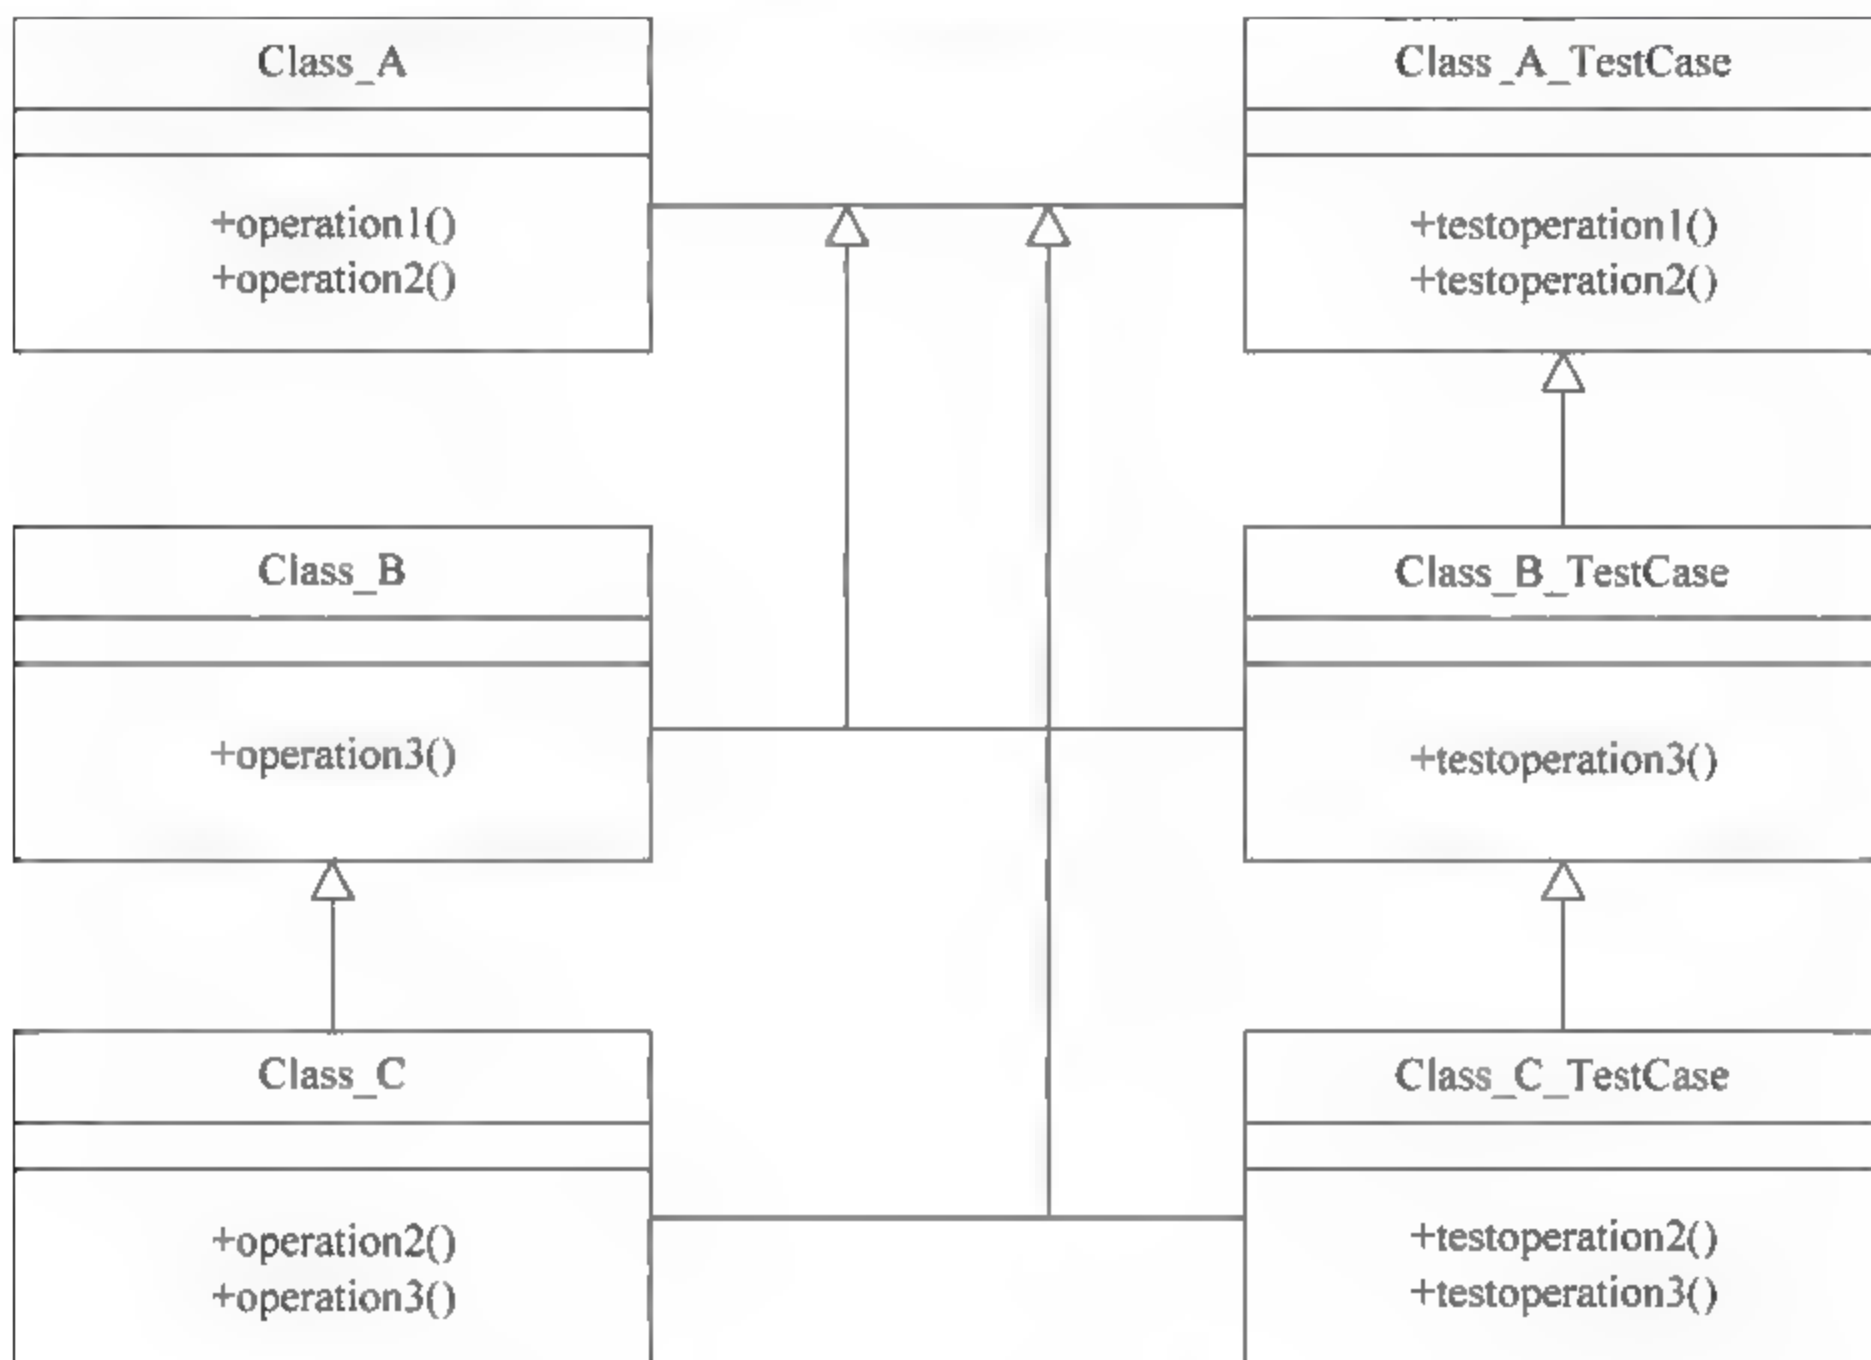 Class_A
+operation1()
+operation2()
Class_A_TestCase
+testoperation1()
+testoperation2()
Class_B
+operation3()
Class_B_TestCase
+testoperation3()
Class_C
+operation2()
+operation3()
Class_C_TestCase
+testoperation2()
+testoperation3()